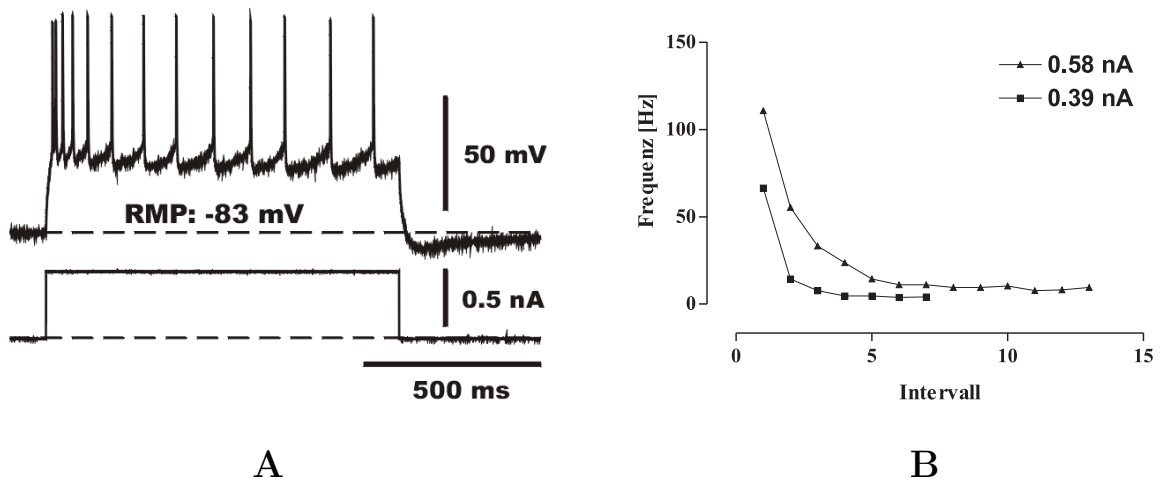 50 mV
RMP: -83 mV
0.5 nA
500 ms
A
150
100
50
0
Frequenz [Hz]
0.58 nA
0.39 nA
0 5 10 15
Intervall
B